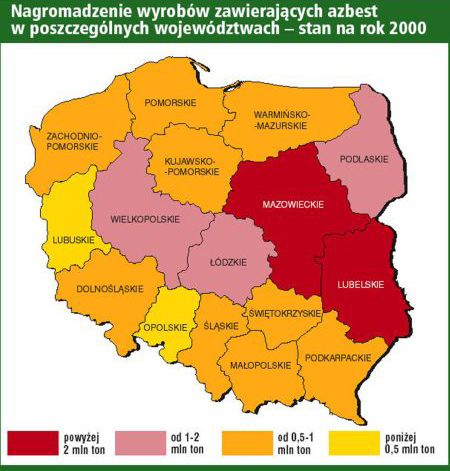 Nagromadzenie wyrobów zawierających azbest
w poszczególnych województwach – stan na rok 2000
POMORSKIE
WARMIŃSKO-
-MAZURSKIE
ZACHODNIO-
-POMORSKIE
PODLASKIE
KUJAWSKO-
-POMORSKIE
MAZOWIECKIE
WIELKOPOLSKIE
LUBUSKIE
ŁÓDZKIE
LUBELSKIE
DOLNOŚLĄSKIE
OPOLSKIE
ŚLĄSKIE
ŚWIĘTOKRZYSKIE
MAŁOPOLSKIE
PODKARPACKIE
powyżej
2 mln ton
od 1-2
mln ton
od 0,5-1
mln ton
poniżej
0,5 mln ton